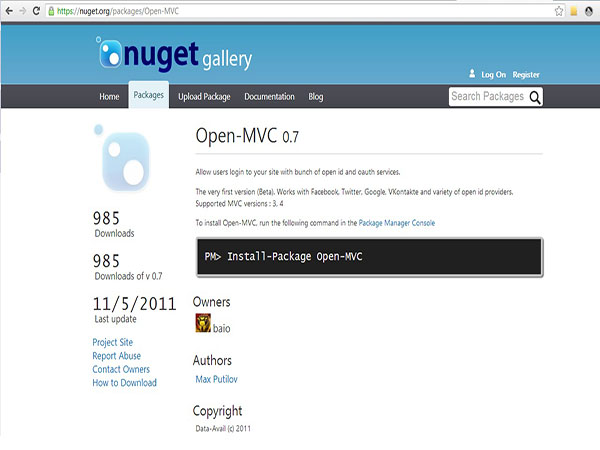 https://nuget.org/packages/Open-MVC
nuget gallery
Log On Register
Home Packages Upload Package Documentation Blog
Search Packages
Open-MVC 0.7
Allow users login to your site with bunch of open id and oauth services.
The very first version (Beta). Works with Facebook, Twitter, Google, VKontakte and variety of open id providers.
Supported MVC versions : 3, 4
To install Open-MVC, run the following command in the Package Manager Console
PM> Install-Package Open-MVC
985
Downloads
985
Downloads of v 0.7
11/5/2011
Last update
Project Site
Report Abuse
Contact Owners
How to Download
Owners
baio
Authors
Max Putilov
Copyright
Data-Avail (c) 2011